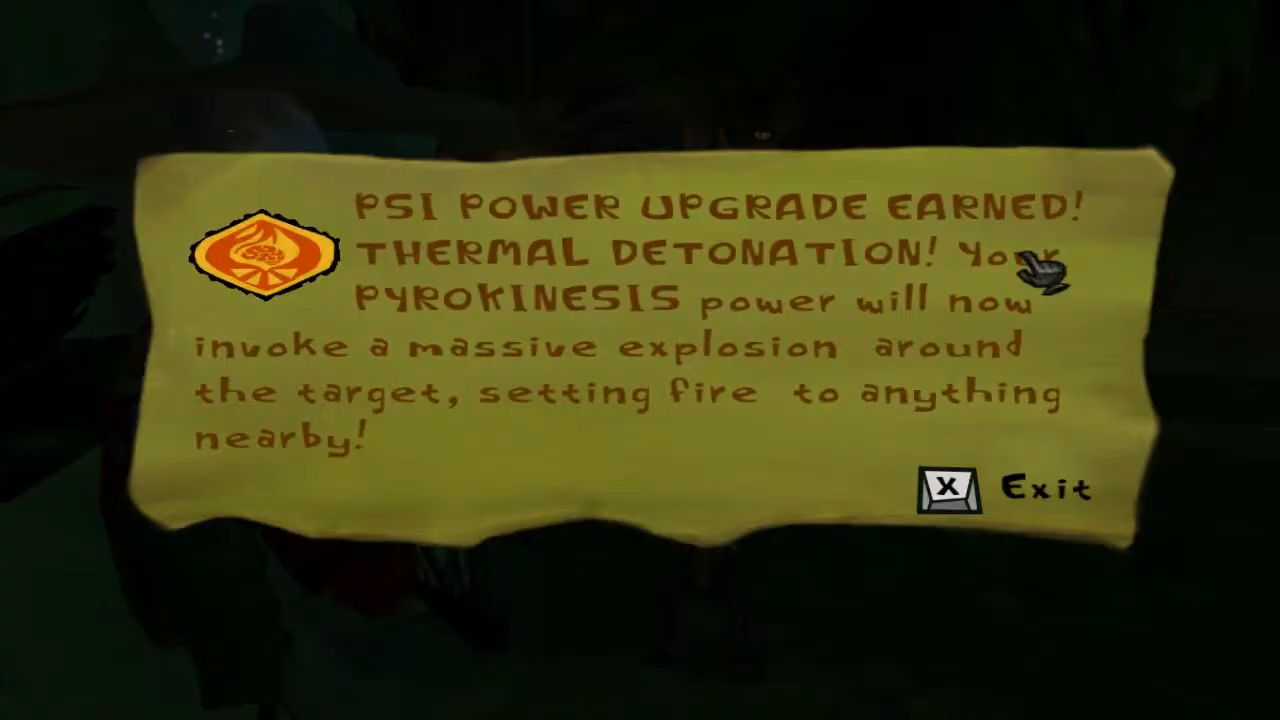 PSI POWER UPGRADE EARNED!
THERMAL DETONATION! Your
PYROKINESIS power will now
invoke a massive explosion around
the target, setting fire to anything
nearby!
X Exit